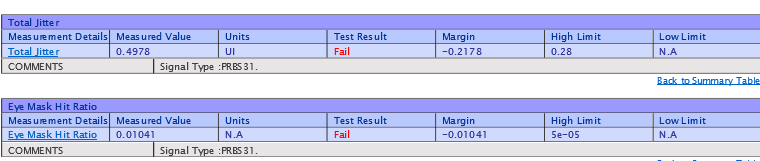 Total Jitter
Measurement Details Measured Value Units Test Result Margin High Limit Low Limit
Total Jitter 0.4978 UI Fail -0.2178 0.28 N.A
COMMENTS Signal Type :PRBS31.
Back to Summary Table
Eye Mask Hit Ratio
Measurement Details Measured Value Units Test Result Margin High Limit Low Limit
Eye Mask Hit Ratio 0.01041 N.A Fail -0.01041 5e-05 N.A
COMMENTS Signal Type :PRBS31.